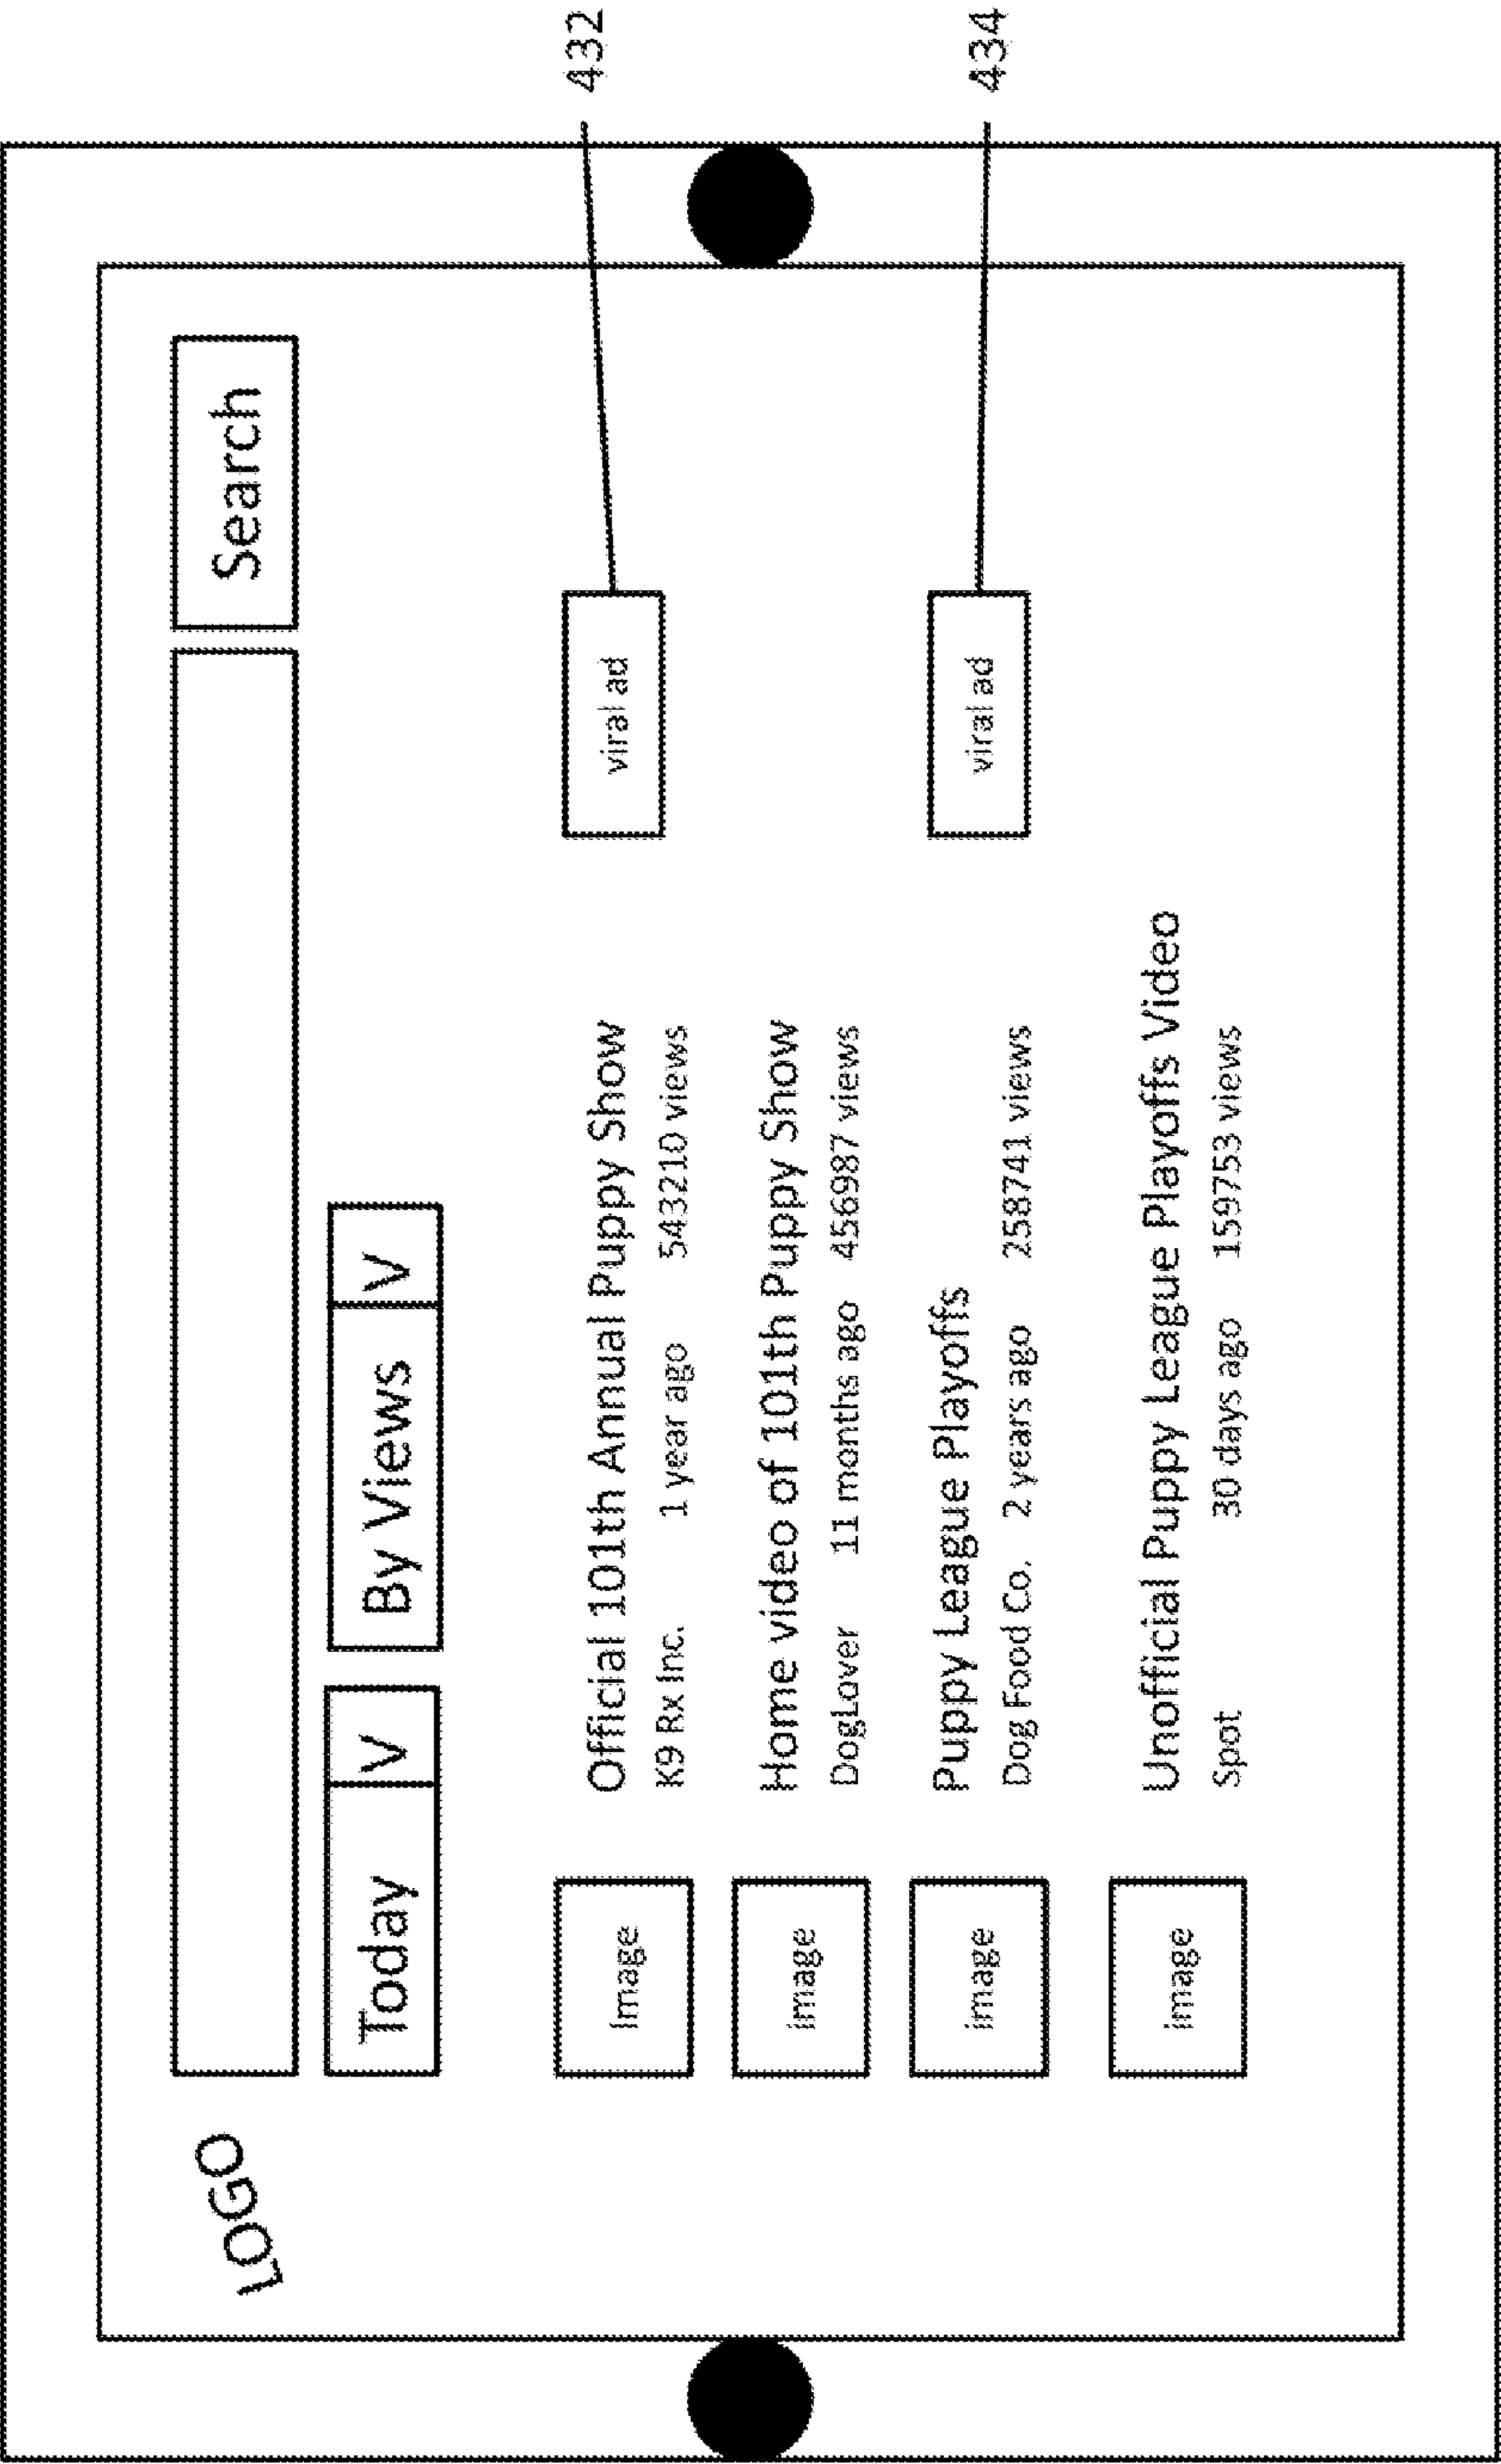 LOGO
Search
Today V By Views V
Image Official 101th Annual Puppy Show
K9 Rx Inc. 1 year ago 543210 views
viral ad 432
image Home video of 101th Puppy Show
DogLover 11 months ago 456987 views
image Puppy League Playoffs
Dog Food Co. 2 years ago 258741 views
viral ad 434
image Unofficial Puppy League Playoffs Video
Spot 30 days ago 159753 views